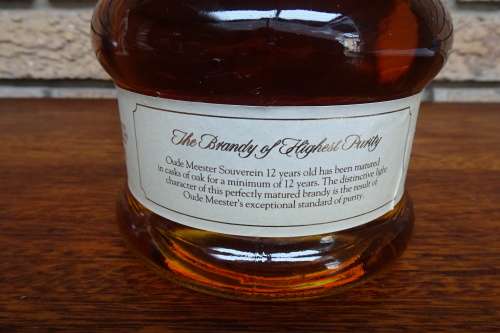 The Brandy of Highest Purity
Oude Meester Souverein 12 years old has been matured
in casks of oak for a minimum of 12 years. The distinctive light
character of this perfectly matured brandy is the result of
Oude Meester's exceptional standard of purity.